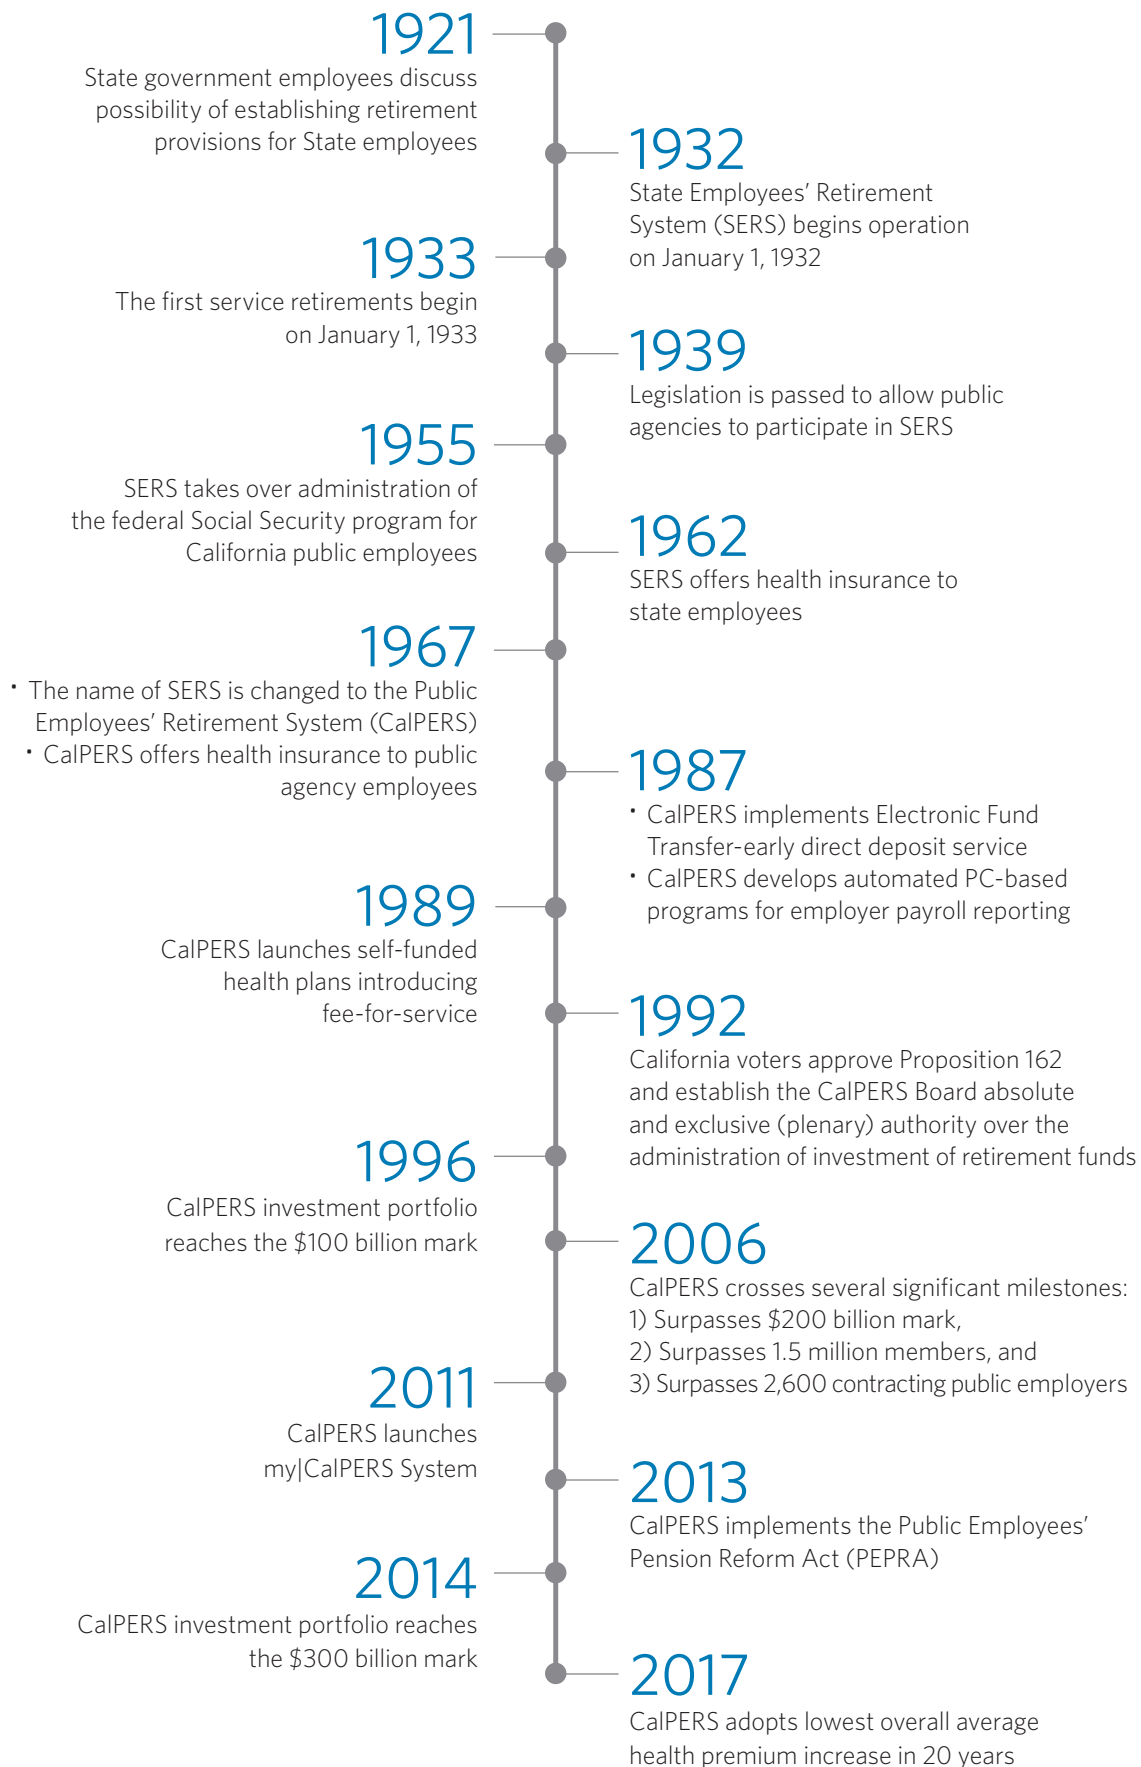 1921
State government employees discuss
possibility of establishing retirement
provisions for State employees
1932
State Employees’ Retirement
System (SERS) begins operation
on January 1, 1932
1933
The first service retirements begin
on January 1, 1933
1939
Legislation is passed to allow public
agencies to participate in SERS
1955
SERS takes over administration of
the federal Social Security program for
California public employees
1962
SERS offers health insurance to
state employees
1967
• The name of SERS is changed to the Public
Employees’ Retirement System (CalPERS)
• CalPERS offers health insurance to public
agency employees
1987
• CalPERS implements Electronic Fund
Transfer-early direct deposit service
• CalPERS develops automated PC-based
programs for employer payroll reporting
1989
CalPERS launches self-funded
health plans introducing
fee-for-service
1992
California voters approve Proposition 162
and establish the CalPERS Board absolute
and exclusive (plenary) authority over the
administration of investment of retirement funds
1996
CalPERS investment portfolio
reaches the $100 billion mark
2006
CalPERS crosses several significant milestones:
1) Surpasses $200 billion mark,
2) Surpasses 1.5 million members, and
3) Surpasses 2,600 contracting public employers
2011
CalPERS launches
my|CalPERS System
2013
CalPERS implements the Public Employees’
Pension Reform Act (PEPRA)
2014
CalPERS investment portfolio reaches
the $300 billion mark
2017
CalPERS adopts lowest overall average
health premium increase in 20 years